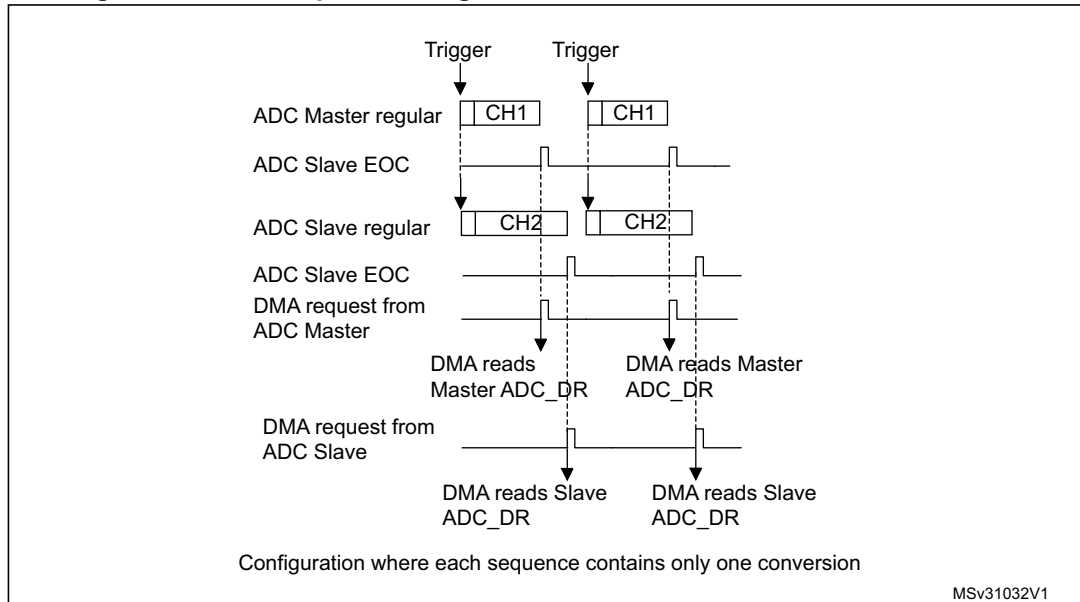 Trigger Trigger
ADC Master regular CH1 CH1
ADC Slave EOC
ADC Slave regular CH2 CH2
ADC Slave EOC
DMA request from
ADC Master
DMA reads DMA reads Master
Master ADC_DR ADC_DR
DMA request from
ADC Slave
DMA reads Slave DMA reads Slave
ADC_DR ADC_DR
Configuration where each sequence contains only one conversion
MSv31032V1